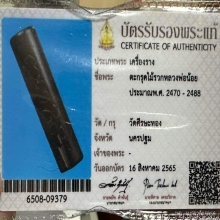 บัตรรับรองพระแท้
CERTIFICATE OF AUTHENTICITY
ประเภทพระ เครื่องราง
ชื่อพระ ตะกรุดไม้รวกหลวงพ่อน้อย
ประมาณพ.ศ. 2470 - 2488
วัด / กรุ วัดศีรษะทอง
จังหวัด นครปฐม
เจ้าของพระ -
วันออกบัตร 16 สิงหาคม 2565
6508-09379